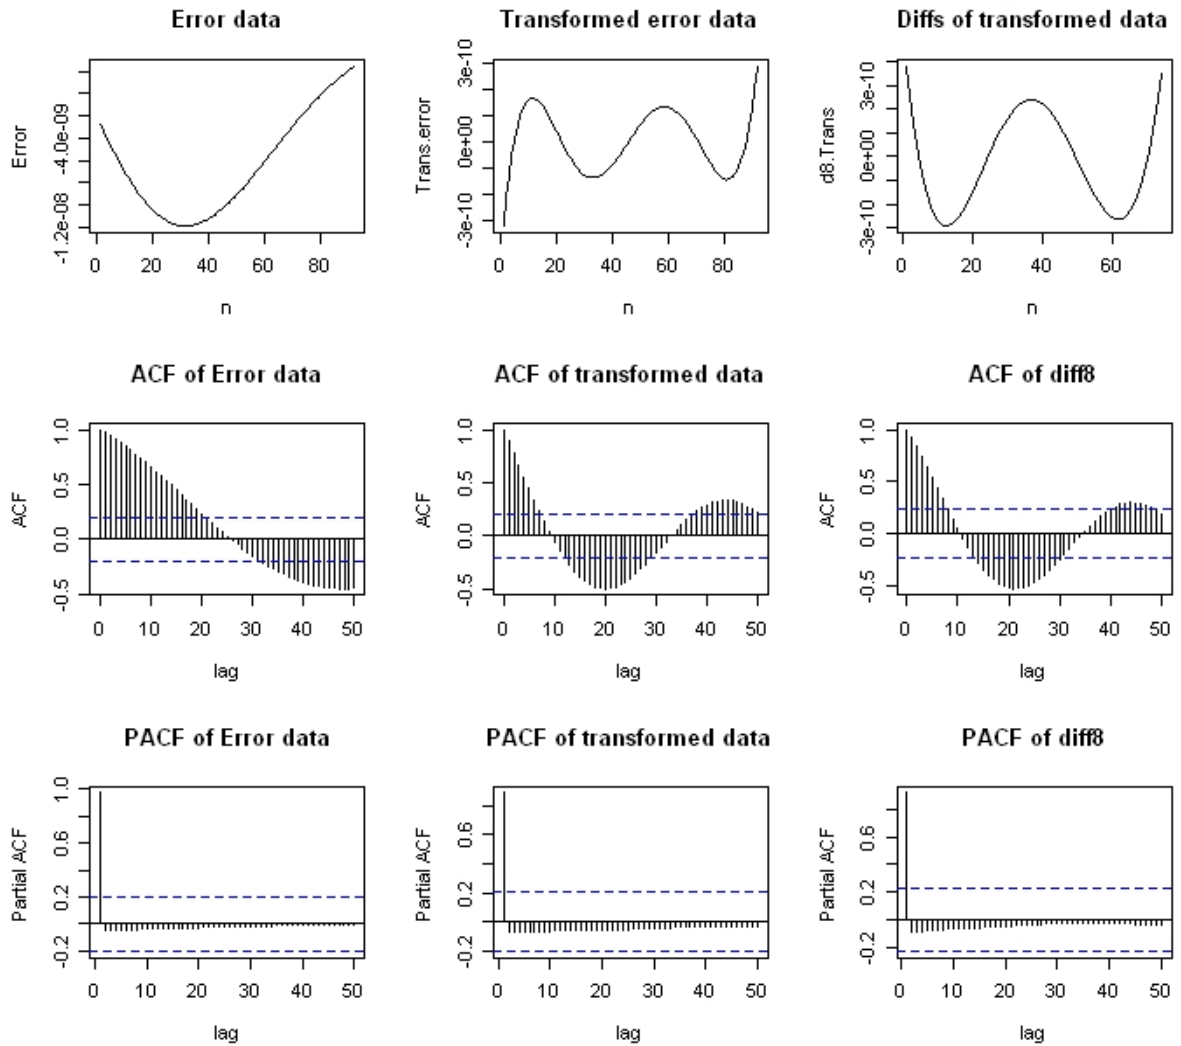 Error data
Error
-1.2e-08
-4.0e-09
0 20 40 60 80
n
Transformed error data
Trans.error
-3e-10
0e+00
3e-10
0 20 40 60 80
n
Diffs of transformed data
d8.Trans
-3e-10
0e+00
3e-10
0 20 40 60
n
ACF of Error data
ACF
-0.5
0.0
0.5
1.0
0 10 20 30 40 50
lag
ACF of transformed data
ACF
-0.5
0.0
0.5
1.0
0 10 20 30 40 50
lag
ACF of diff8
ACF
-0.5
0.0
0.5
1.0
0 10 20 30 40 50
lag
PACF of Error data
Partial ACF
-0.2
0.2
0.6
1.0
0 10 20 30 40 50
lag
PACF of transformed data
Partial ACF
-0.2
0.2
0.6
0 10 20 30 40 50
lag
PACF of diff8
Partial ACF
-0.2
0.2
0.6
0 10 20 30 40 50
lag